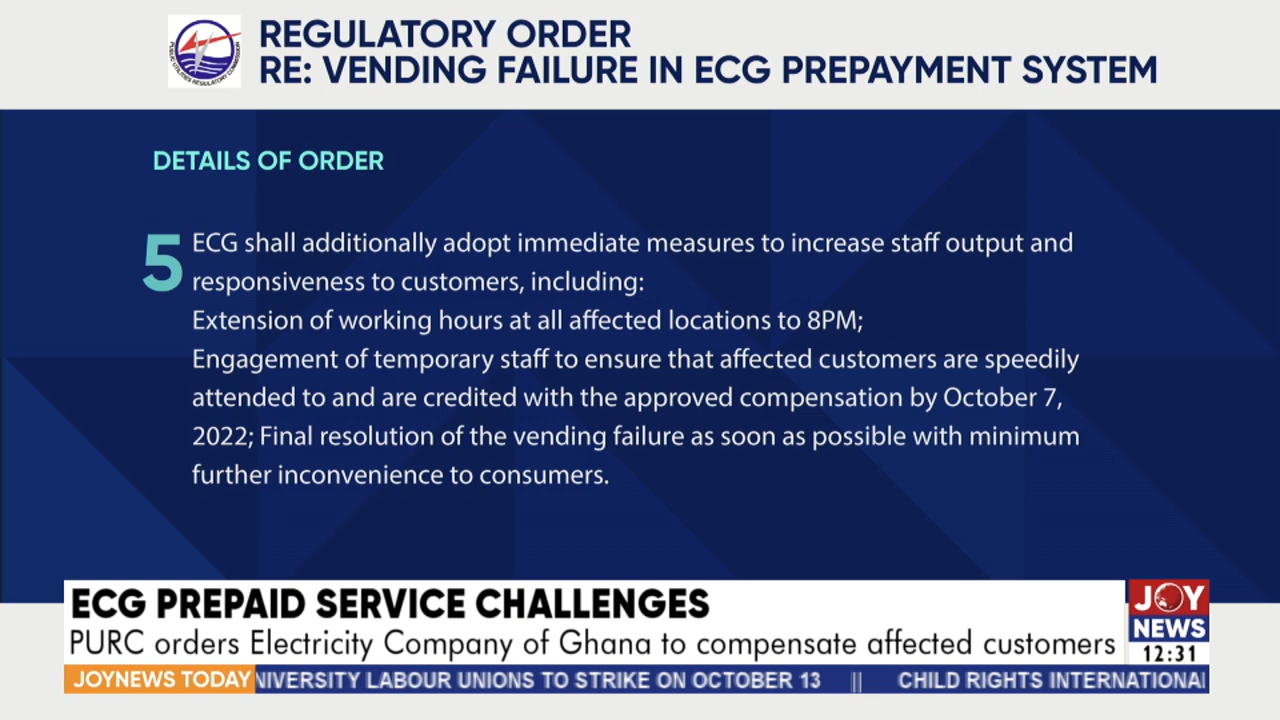 REGULATORY ORDER
RE: VENDING FAILURE IN ECG PREPAYMENT SYSTEM
PUBLIC UTILITIES REGULATORY COMMISSION
DETAILS OF ORDER
5
ECG shall additionally adopt immediate measures to increase staff output and
responsiveness to customers, including:
Extension of working hours at all affected locations to 8PM;
Engagement of temporary staff to ensure that affected customers are speedily
attended to and are credited with the approved compensation by October 7,
2022; Final resolution of the vending failure as soon as possible with minimum
further inconvenience to consumers.
ECG PREPAID SERVICE CHALLENGES
PURC orders Electricity Company of Ghana to compensate affected customers
JOY
NEWS
12:31
JOYNEWS TODAY
NIVERSITY LABOUR UNIONS TO STRIKE ON OCTOBER 13 || CHILD RIGHTS INTERNATIONAL